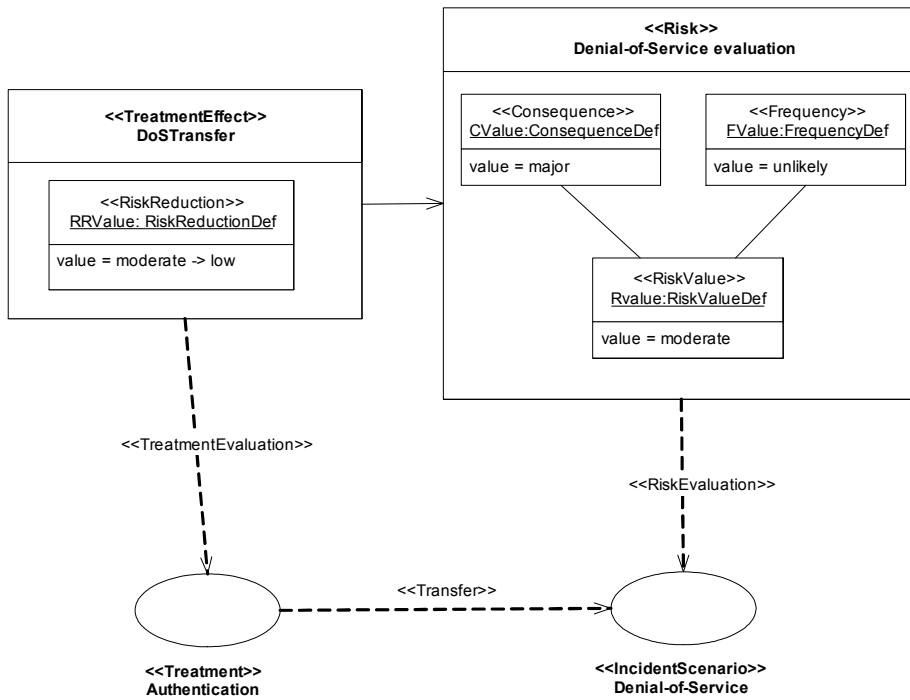 <<Risk>>
Denial-of-Service evaluation
<<TreatmentEffect>>
DoSTransfer
<<Consequence>>
CValue:ConsequenceDef
value = major
<<Frequency>>
FValue:FrequencyDef
value = unlikely
<<RiskReduction>>
RRValue: RiskReductionDef
value = moderate -> low
<<RiskValue>>
Rvalue:RiskValueDef
value = moderate
<<TreatmentEvaluation>>
<<RiskEvaluation>>
<<Transfer>>
<<Treatment>>
Authentication
<<IncidentScenario>>
Denial-of-Service